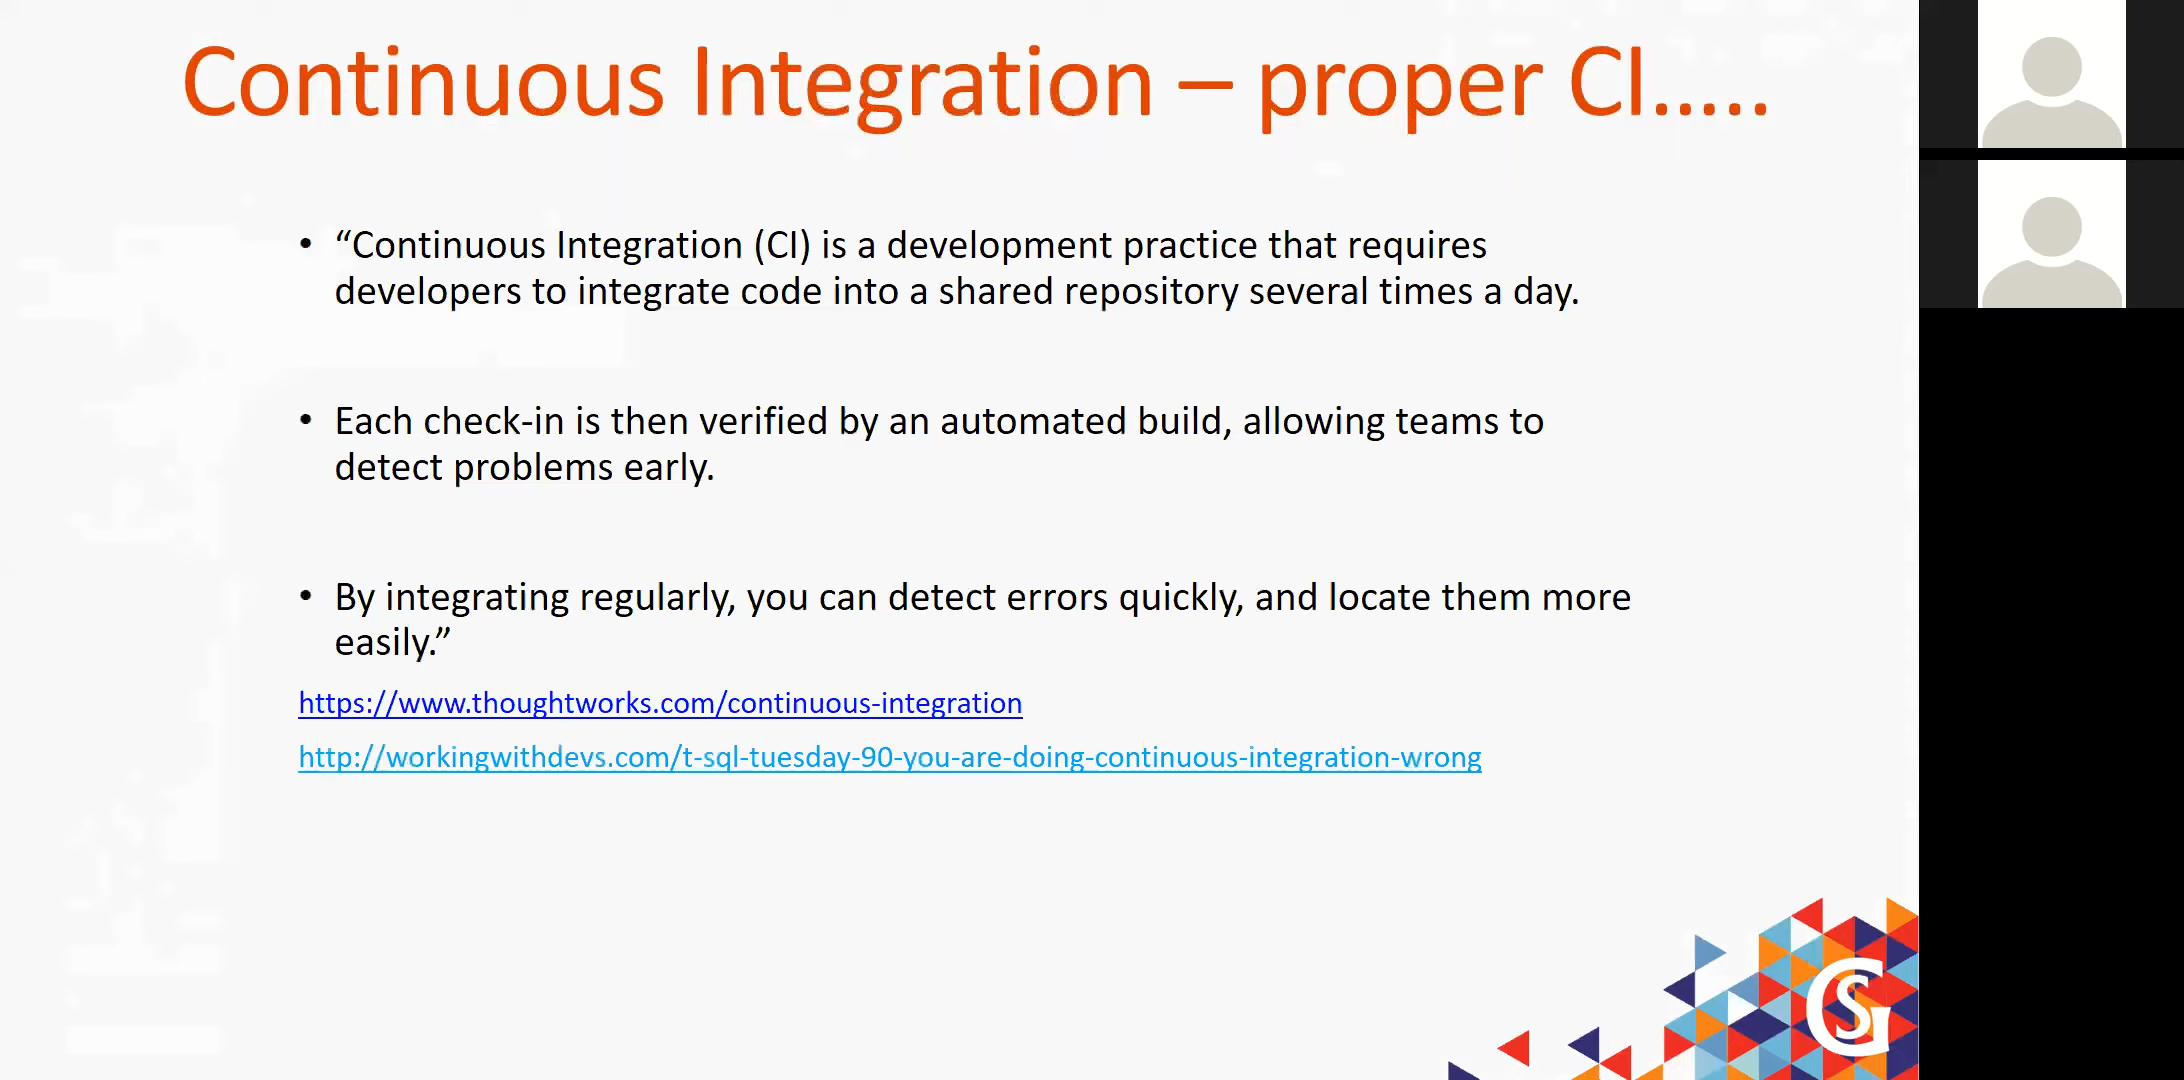 Continuous Integration – proper CI.....
• “Continuous Integration (CI) is a development practice that requires
developers to integrate code into a shared repository several times a day.
• Each check-in is then verified by an automated build, allowing teams to
detect problems early.
• By integrating regularly, you can detect errors quickly, and locate them more
easily.”
https://www.thoughtworks.com/continuous-integration
http://workingwithdevs.com/t-sql-tuesday-90-you-are-doing-continuous-integration-wrong
GS